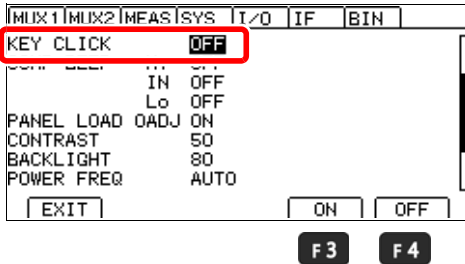 MUX1 MUX2 MEAS SYS I/O IF BIN
KEY CLICK OFF
IN OFF
Lo OFF
PANEL LOAD 0ADJ ON
CONTRAST 50
BACKLIGHT 80
POWER FREQ AUTO
EXIT ON OFF
F3 F4